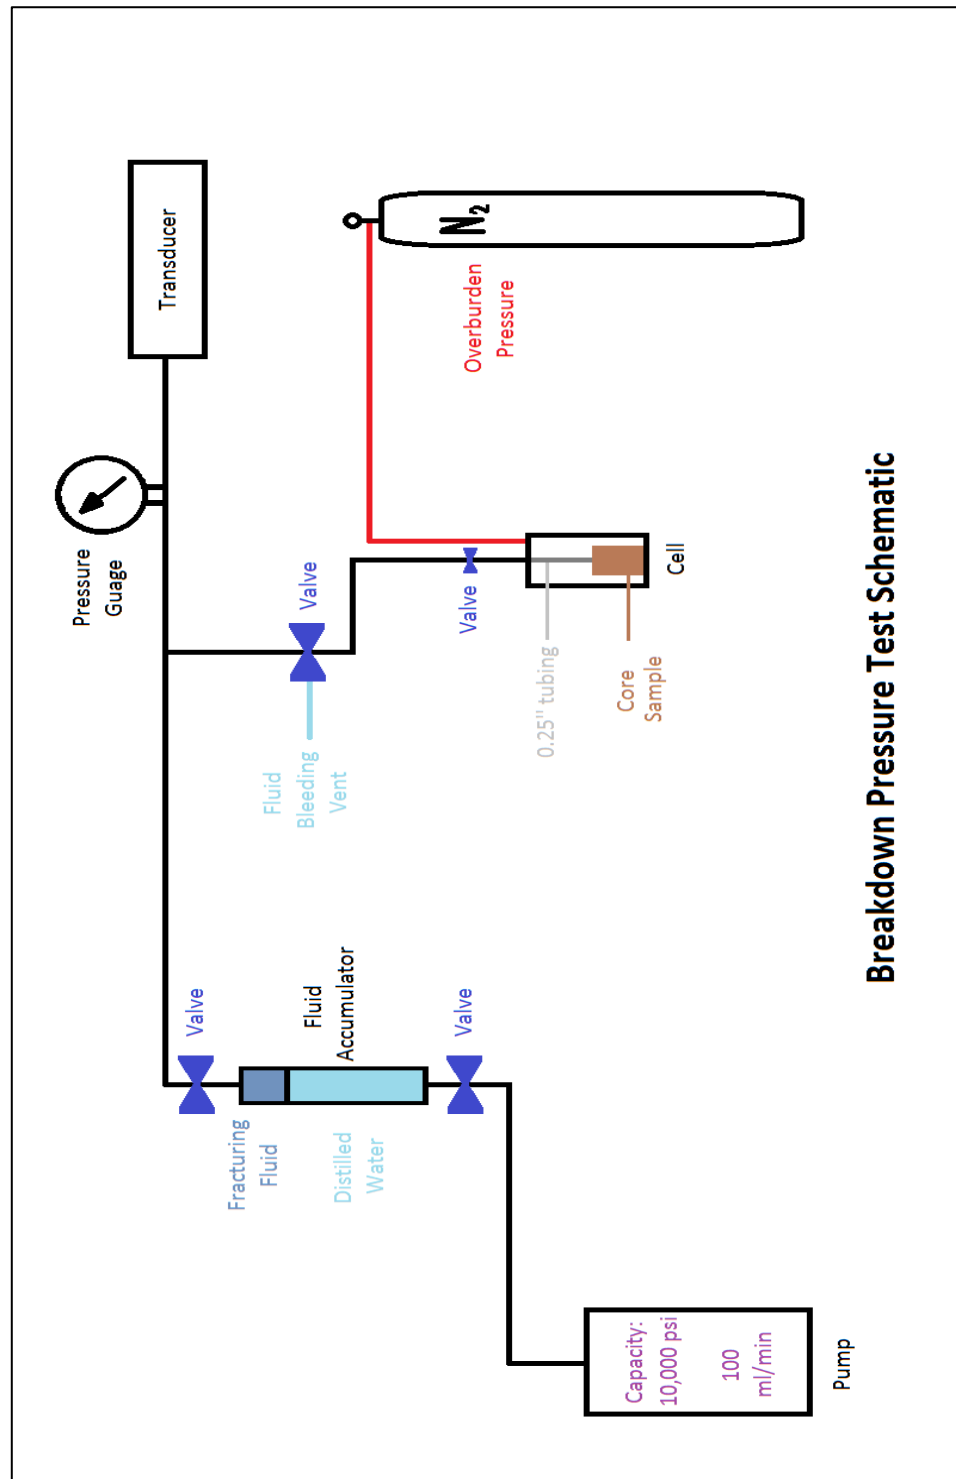 Transducer
Pressure
Guage
N2
Overburden
Pressure
Valve
Valve
Fluid
Bleeding
Vent
0.25" tubing
Core
Sample
Cell
Valve
Fluid
Accumulator
Valve
Fracturing
Fluid
Distilled
Water
Capacity:
10,000 psi
100
ml/min
Pump
Breakdown Pressure Test Schematic